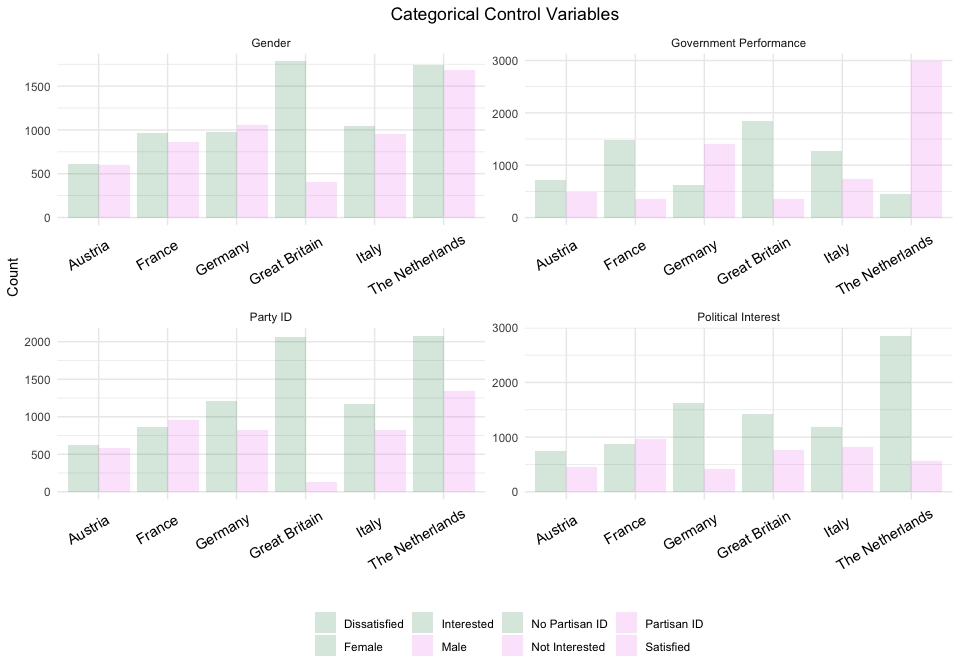 Categorical Control Variables
Gender
Government Performance
1500
1000
500
0
3000
2000
1000
0
Austria
France
Germany
Great Britain
Italy
The Netherlands
Austria
France
Germany
Great Britain
Italy
The Netherlands
Count
Party ID
Political Interest
2000
1500
1000
500
0
3000
2000
1000
0
Austria
France
Germany
Great Britain
Italy
The Netherlands
Austria
France
Germany
Great Britain
Italy
The Netherlands
Dissatisfied Interested No Partisan ID Partisan ID
Female Male Not Interested Satisfied